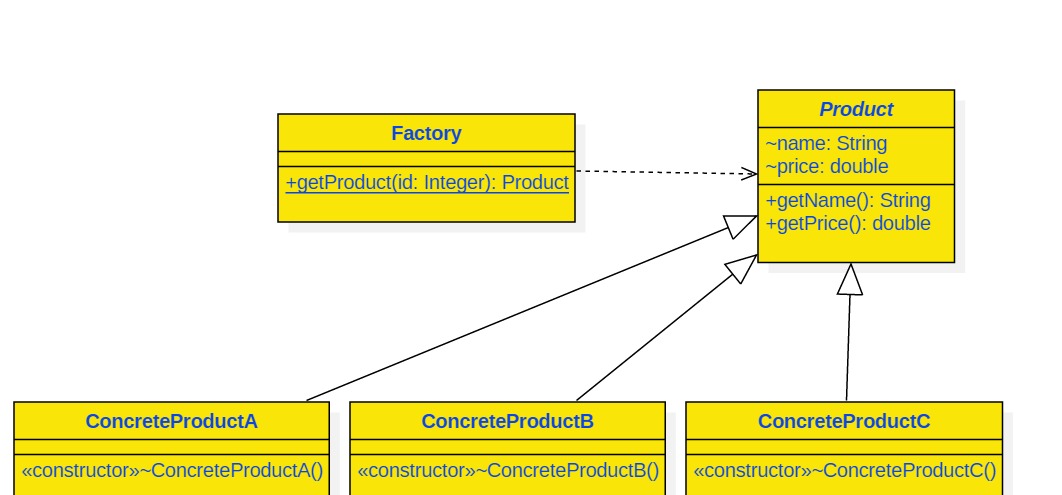 Factory
+getProduct(id: Integer): Product
Product
~name: String
~price: double
+getName(): String
+getPrice(): double
ConcreteProductA
«constructor»~ConcreteProductA()
ConcreteProductB
«constructor»~ConcreteProductB()
ConcreteProductC
«constructor»~ConcreteProductC()